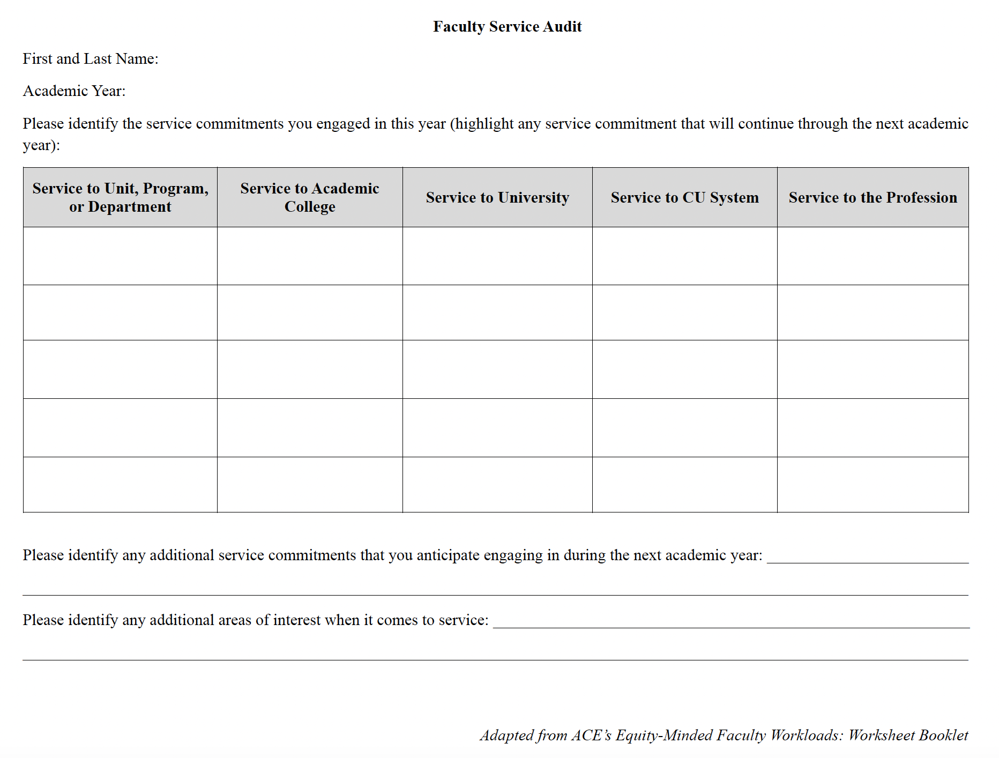 Faculty Service Audit
First and Last Name:
Academic Year:
Please identify the service commitments you engaged in this year (highlight any service commitment that will continue through the next academic
year):
Service to Unit, Program,
or Department
Service to Academic
College
Service to University
Service to CU System
Service to the Profession
Please identify any additional service commitments that you anticipate engaging in during the next academic year:
Please identify any additional areas of interest when it comes to service:
Adapted from ACE’s Equity-Minded Faculty Workloads: Worksheet Booklet